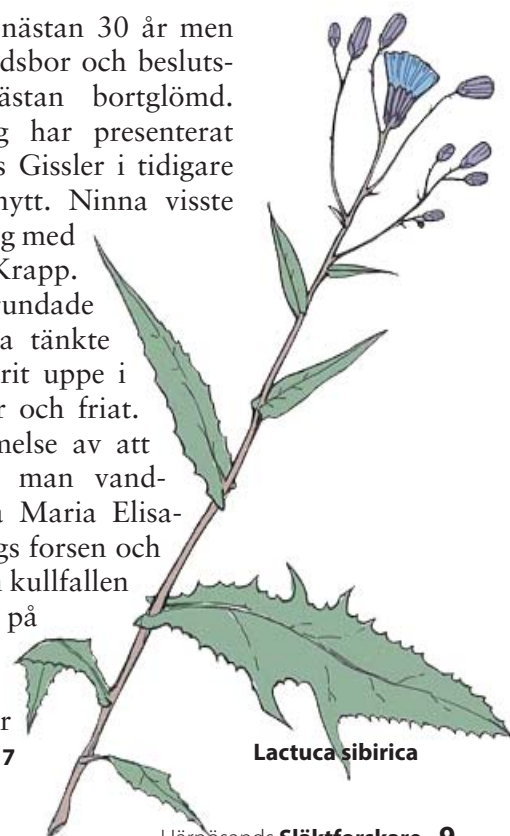 nästan 30 år men
dsbor och besluts-
ästan bortglömd.
g har presenterat
s Gissler i tidigare
nytt. Ninna visste
g med
Krapp.
rundade
a tänkte
rit uppe i
r och friat.
nelse av att
man vand-
a Maria Elisa-
gs forsen och
kullfallen
på
r
7
Lactuca sibirica
Härnösands Släktforskare 9